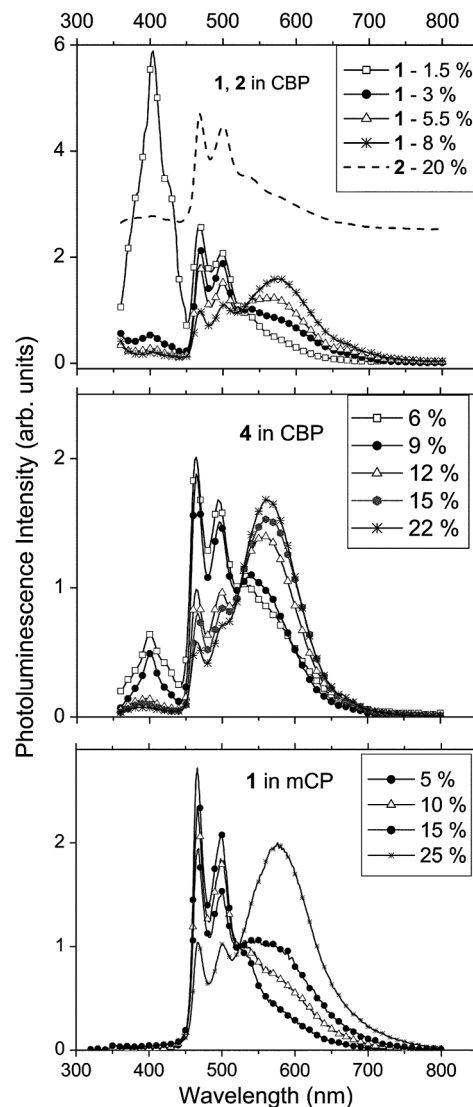 300 400 500 600 700 800
6
4
2
0
1, 2 in CBP
1 - 1.5 %
1 - 3 %
1 - 5.5 %
1 - 8 %
2 - 20 %
Photoluminescence Intensity (arb. units)
2
1
0
4 in CBP
6 %
9 %
12 %
15 %
22 %
2
1
0
1 in mCP
5 %
10 %
15 %
25 %
300 400 500 600 700 800
Wavelength (nm)